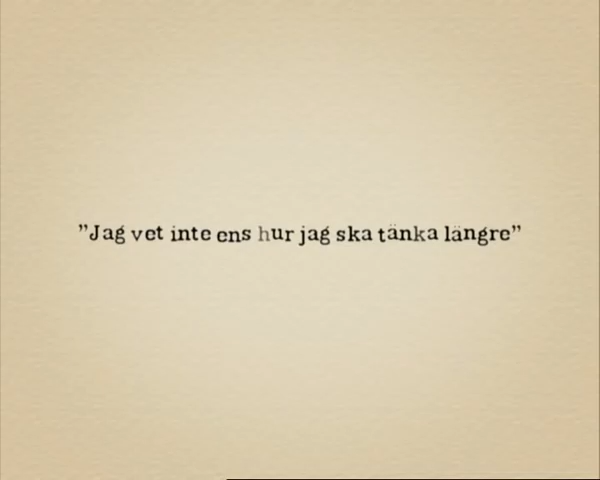 ”Jag vet inte ens hur jag ska tänka längre”